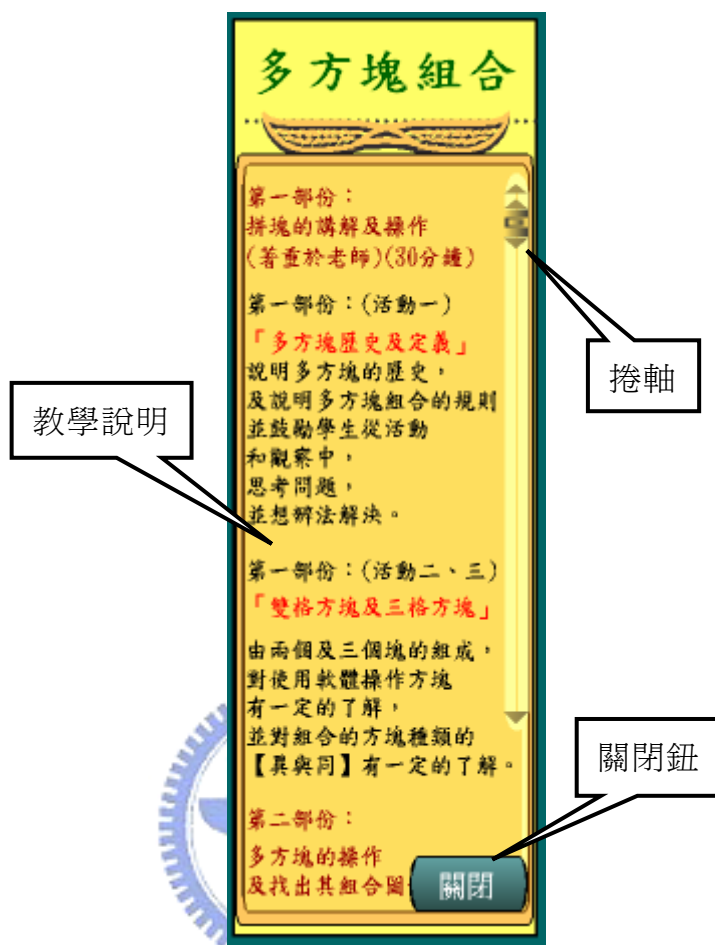 多方塊組合
第一部份：
拼塊的講解及操作
(著重於老師)(30分鐘)
第一部份：(活動一)
「多方塊歷史及定義」
說明多方塊的歷史，
及說明多方塊組合的規則
並鼓勵學生從活動
和觀察中，
思考問題，
並想辦法解決。
第一部份：(活動二、三)
「雙格方塊及三格方塊」
由兩個及三個塊的組成，
對使用軟體操作方塊
有一定的了解，
並對組合的方塊種類的
【異與同】有一定的了解。
第二部份：
多方塊的操作
及找出其組合圖
關閉
捲軸
教學說明
關閉鈕